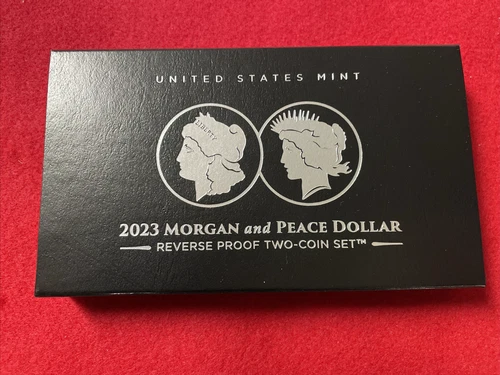 UNITED STATES MINT
LIBERTY
2023 MORGAN and PEACE DOLLAR
REVERSE PROOF TWO-COIN SET™